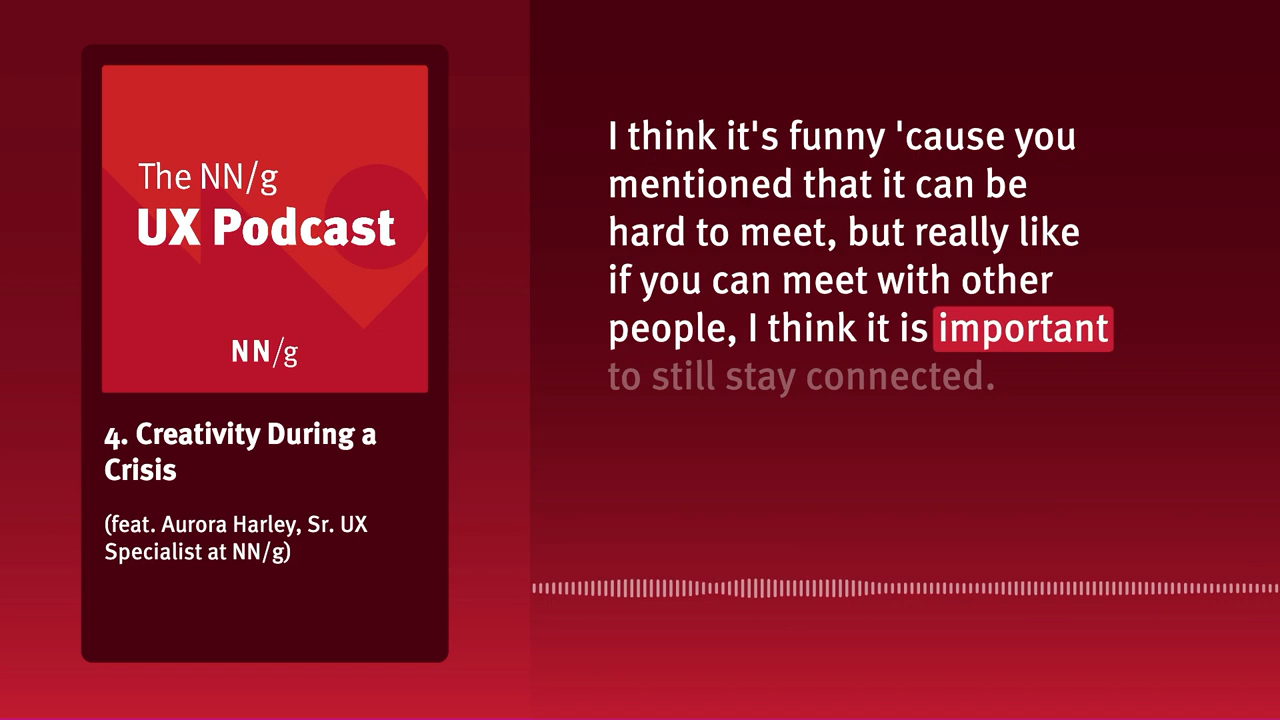 The NN/g
UX Podcast
NN/g
4. Creativity During a
Crisis
(feat. Aurora Harley, Sr. UX
Specialist at NN/g)
I think it's funny 'cause you
mentioned that it can be
hard to meet, but really like
if you can meet with other
people, I think it is important
to still stay connected.